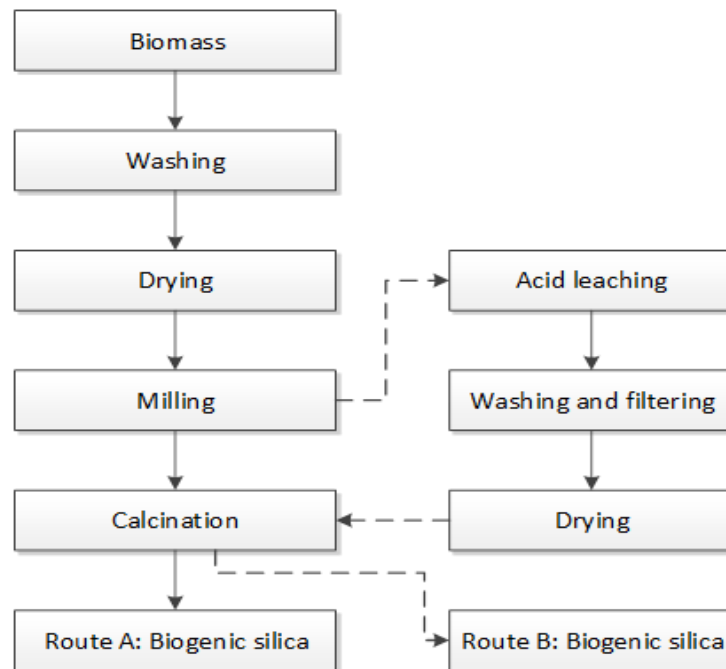 Biomass
Washing
Drying
Milling
Calcination
Route A: Biogenic silica
Acid leaching
Washing and filtering
Drying
Route B: Biogenic silica